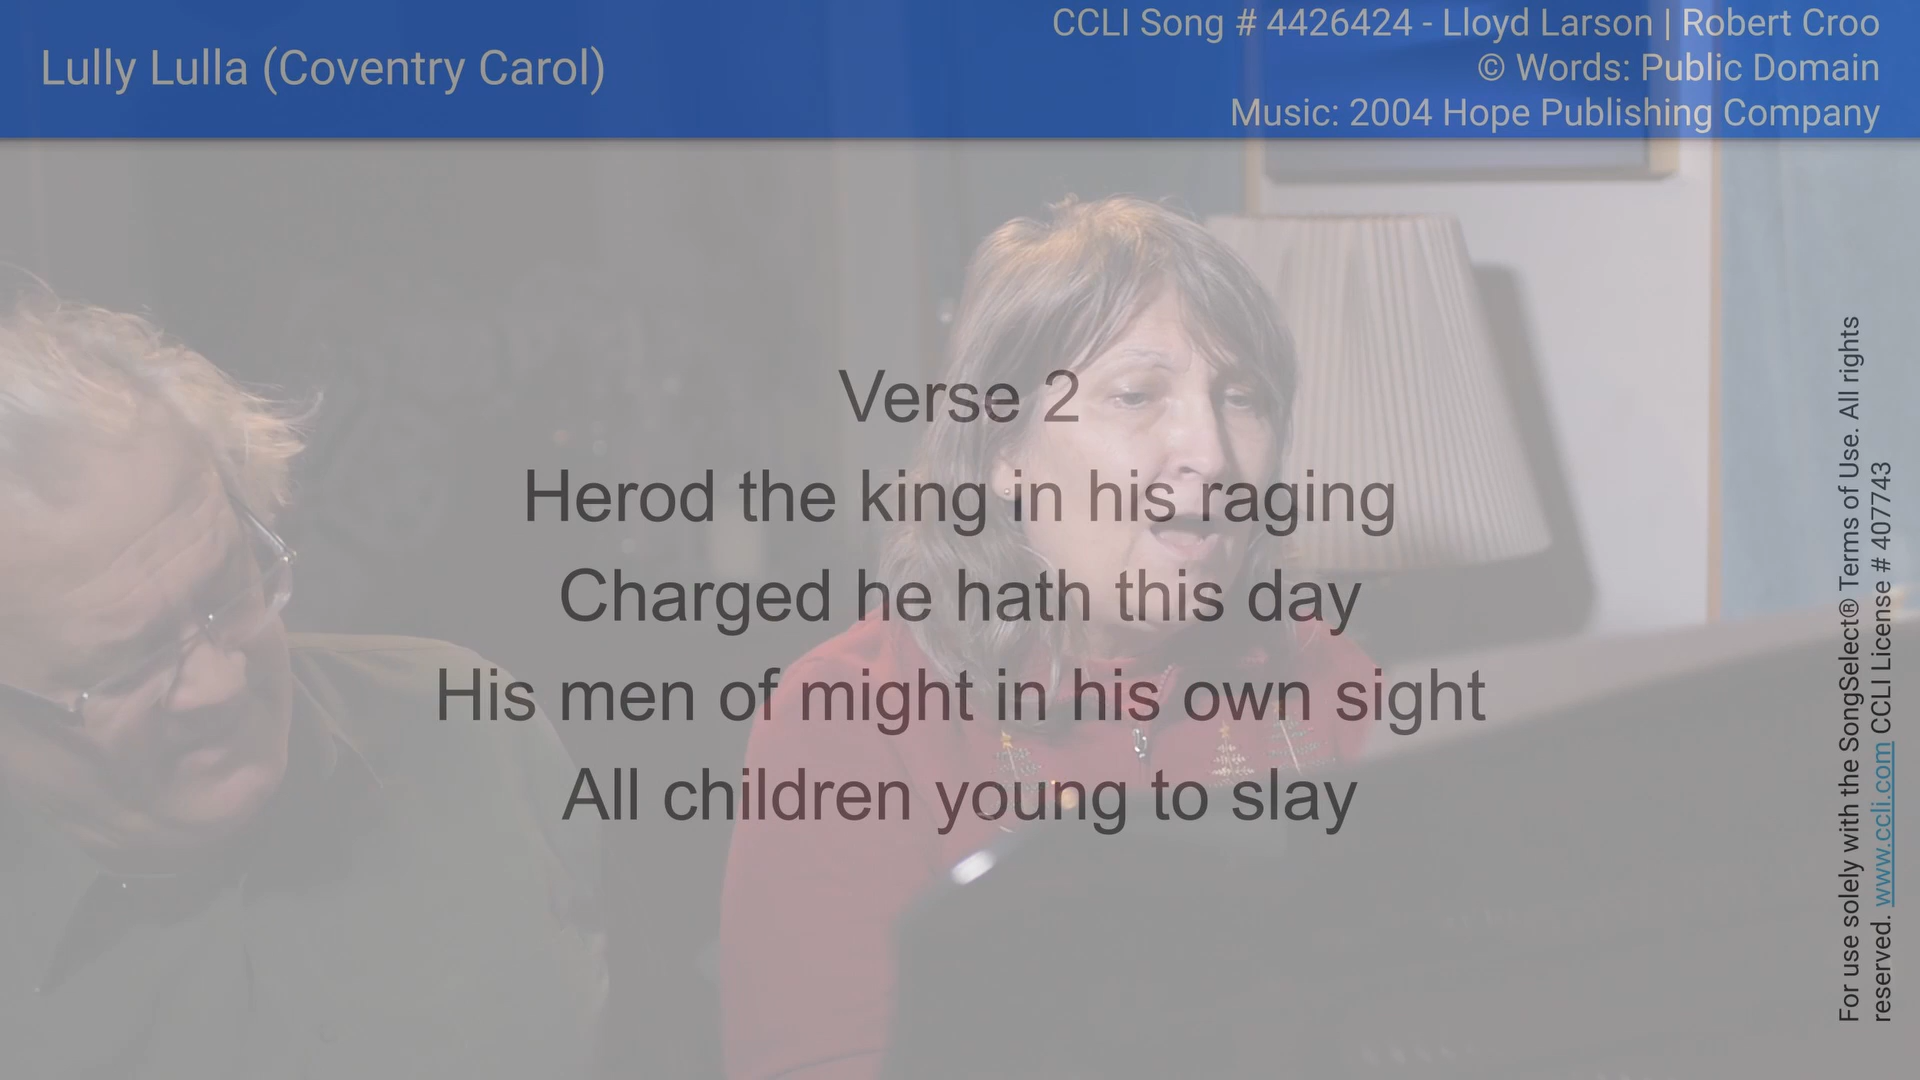 Lully Lulla (Coventry Carol)
CCLI Song # 4426424 - Lloyd Larson | Robert Croo
© Words: Public Domain
Music: 2004 Hope Publishing Company
Verse 2
Herod the king in his raging
Charged he hath this day
His men of might in his own sight
All children young to slay
For use solely with the SongSelect® Terms of Use. All rights
reserved. www.ccli.com CCLI License # 407743